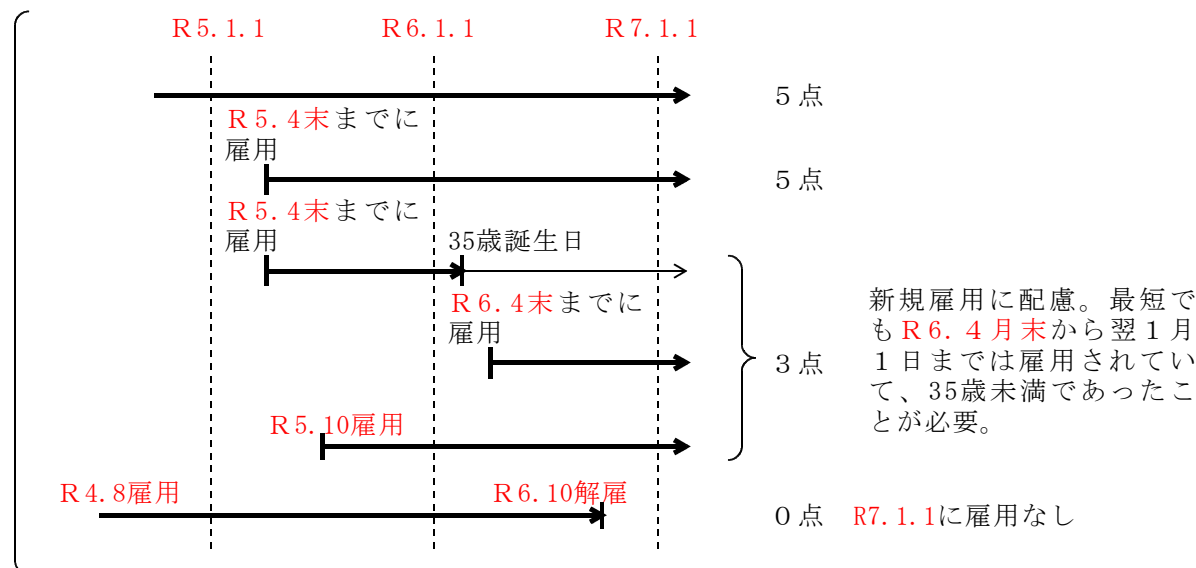 Ｒ5.1.1 Ｒ6.1.1 Ｒ7.1.1
５点
Ｒ5.4末までに
雇用
５点
Ｒ5.4末までに
雇用
35歳誕生日
Ｒ6.4末までに
雇用
３点
新規雇用に配慮。最短で
もＲ6.４月末から翌１月
１日までは雇用されてい
て、35歳未満であったこ
とが必要。
Ｒ5.10雇用
Ｒ4.8雇用 Ｒ6.10解雇
０点 R7.1.1に雇用なし